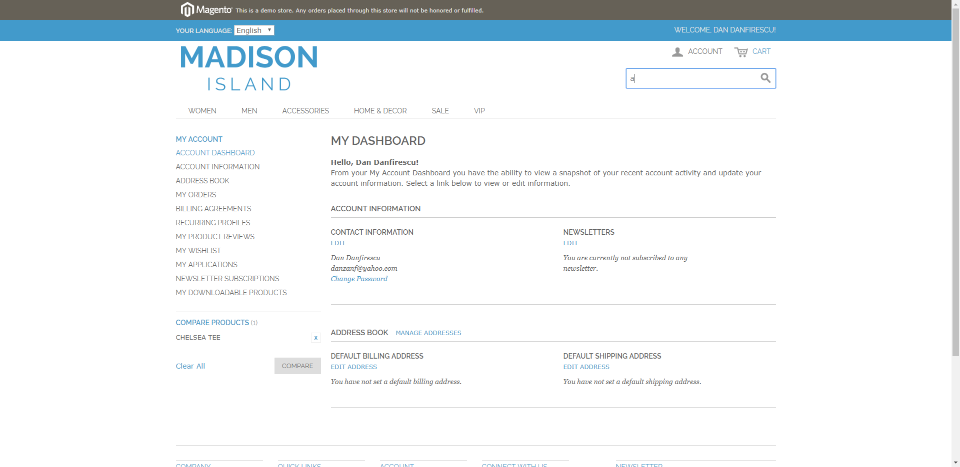 Magento This is a demo store. Any orders placed through this store will not be honored or fulfilled.
YOUR LANGUAGE: English
WELCOME, DAN DANFIRESCU!
MADISON
ISLAND
ACCOUNT
CART
a
WOMEN MEN ACCESSORIES HOME & DECOR SALE VIP
MY ACCOUNT
ACCOUNT DASHBOARD
ACCOUNT INFORMATION
ADDRESS BOOK
MY ORDERS
BILLING AGREEMENTS
RECURRING PROFILES
MY PRODUCT REVIEWS
MY WISHLIST
MY APPLICATIONS
NEWSLETTER SUBSCRIPTIONS
MY DOWNLOADABLE PRODUCTS
COMPARE PRODUCTS (1)
CHELSEA TEE x
Clear All COMPARE
MY DASHBOARD
Hello, Dan Danfirescu!
From your My Account Dashboard you have the ability to view a snapshot of your recent account activity and update your
account information. Select a link below to view or edit information.
ACCOUNT INFORMATION
CONTACT INFORMATION
EDIT
Dan Danfirescu
danzanf@yahoo.com
Change Password
NEWSLETTERS
EDIT
You are currently not subscribed to any
newsletter.
ADDRESS BOOK MANAGE ADDRESSES
DEFAULT BILLING ADDRESS
EDIT ADDRESS
You have not set a default billing address.
DEFAULT SHIPPING ADDRESS
EDIT ADDRESS
You have not set a default shipping address.
COMPANY QUICK LINKS ACCOUNT CONNECT WITH US NEWSLETTER